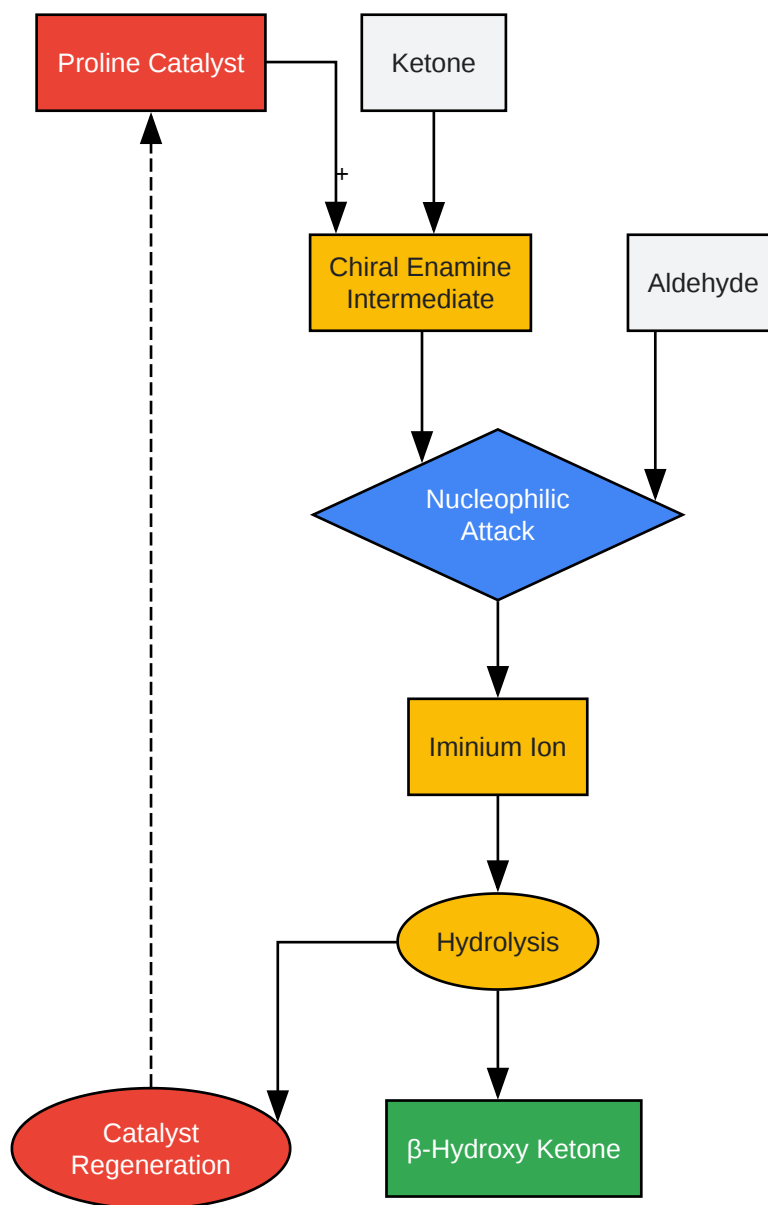 Proline Catalyst
Ketone
+
Chiral Enamine
Intermediate
Aldehyde
Nucleophilic
Attack
Iminium Ion
Hydrolysis
Catalyst
Regeneration
β-Hydroxy Ketone